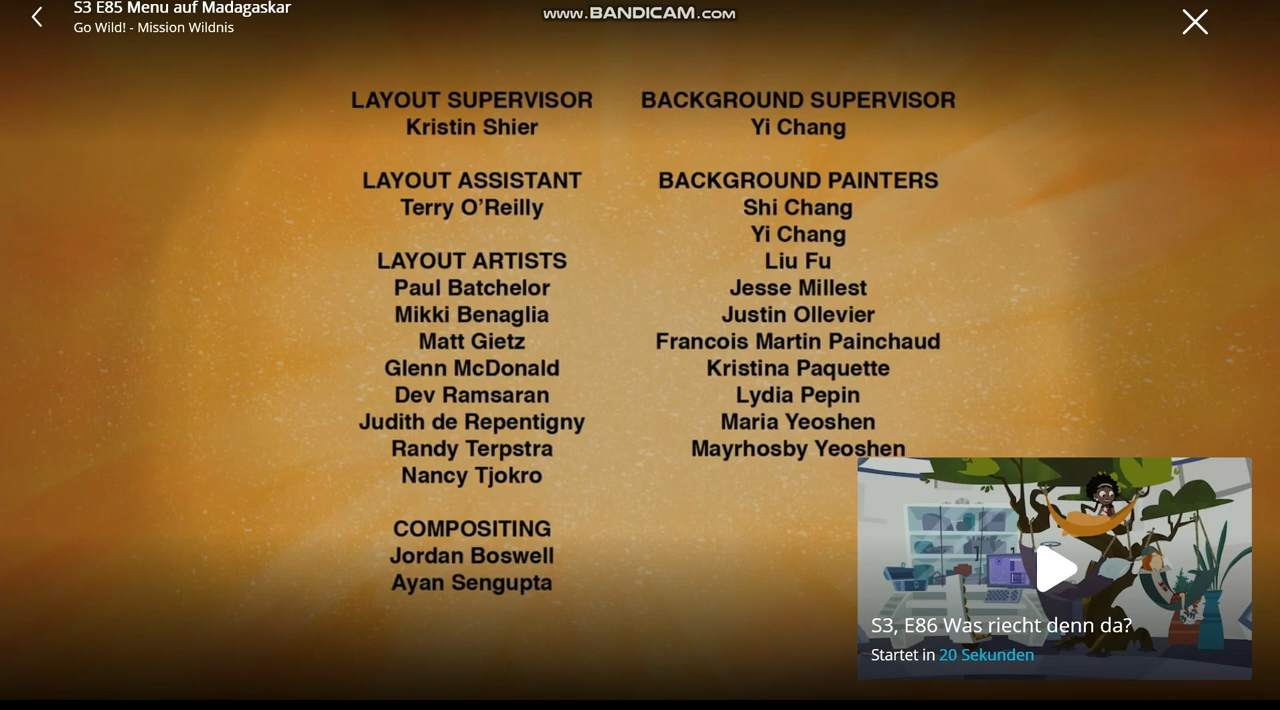 S3 E85 Menu auf Madagaskar
Go Wild! - Mission Wildnis
www.BANDICAM.com
LAYOUT SUPERVISOR
Kristin Shier
LAYOUT ASSISTANT
Terry O’Reilly
LAYOUT ARTISTS
Paul Batchelor
Mikki Benaglia
Matt Gietz
Glenn McDonald
Dev Ramsaran
Judith de Repentigny
Randy Terpstra
Nancy Tjokro
COMPOSITING
Jordan Boswell
Ayan Sengupta
BACKGROUND SUPERVISOR
Yi Chang
BACKGROUND PAINTERS
Shi Chang
Yi Chang
Liu Fu
Jesse Millest
Justin Ollevier
Francois Martin Painchaud
Kristina Paquette
Lydia Pepin
Maria Yeoshen
Mayrhosby Yeoshen
S3, E86 Was riecht denn da?
Startet in 20 Sekunden